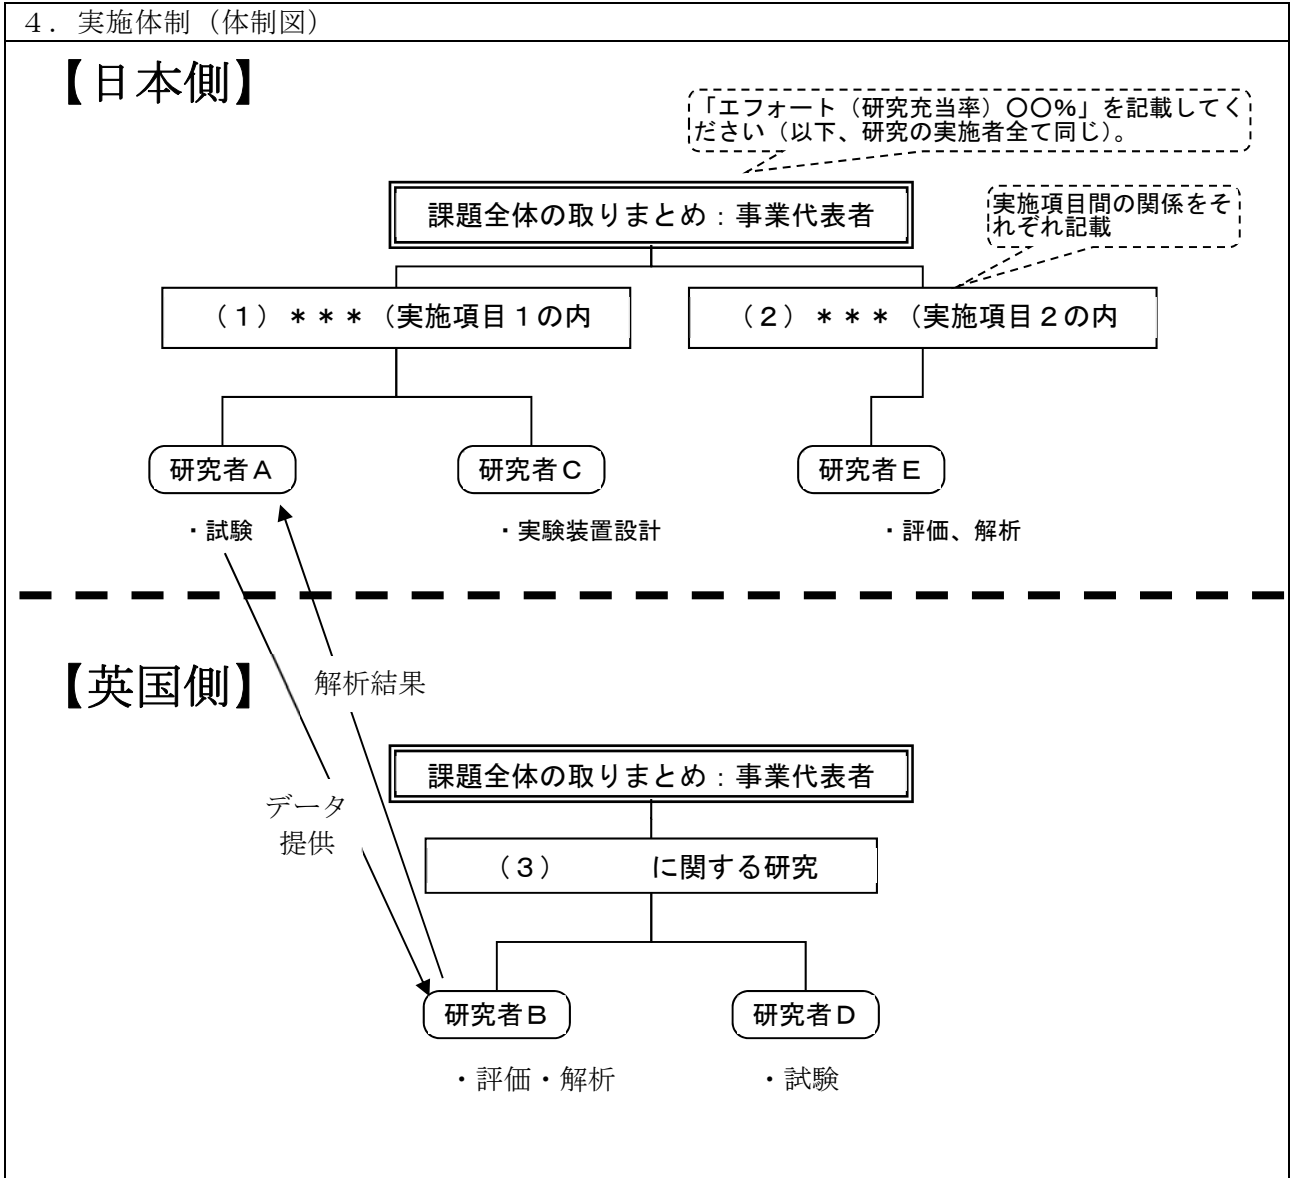 ４．実施体制（体制図）
【日本側】
「エフォート（研究充当率）〇〇％」を記載してく
ださい（以下、研究の実施者全て同じ）。
課題全体の取りまとめ：事業代表者
実施項目間の関係をそ
れぞれ記載
（１）＊＊＊（実施項目１の内
（２）＊＊＊（実施項目２の内
研究者Ａ
研究者Ｃ
研究者Ｅ
・試験
・実験装置設計
・評価、解析
【英国側】
解析結果
課題全体の取りまとめ：事業代表者
データ
提供
（３）　　　に関する研究
研究者Ｂ
研究者Ｄ
・評価・解析
・試験